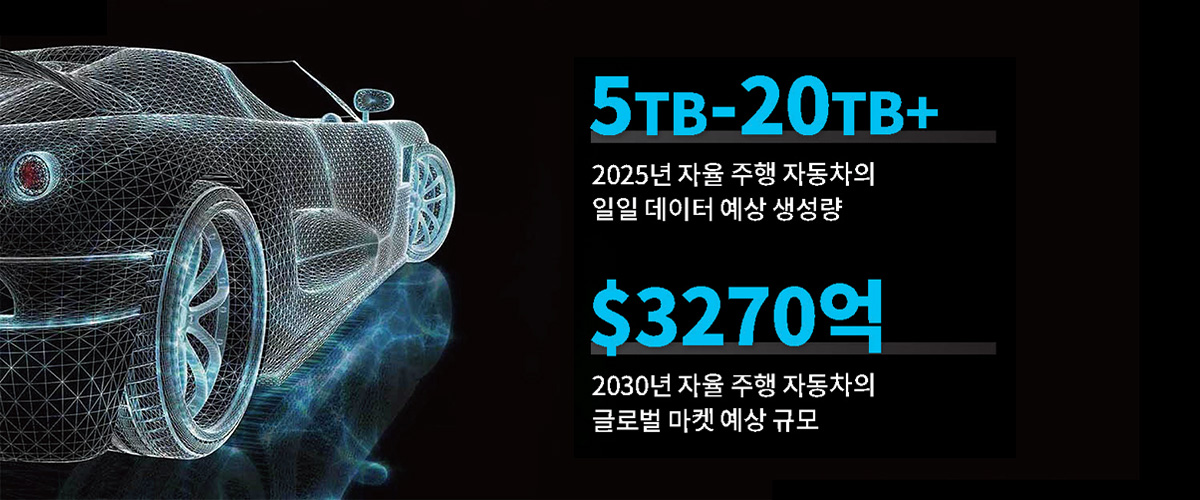 5TB-20TB+
2025년 자율 주행 자동차의
일일 데이터 예상 생성량
$3270억
2030년 자율 주행 자동차의
글로벌 마켓 예상 규모